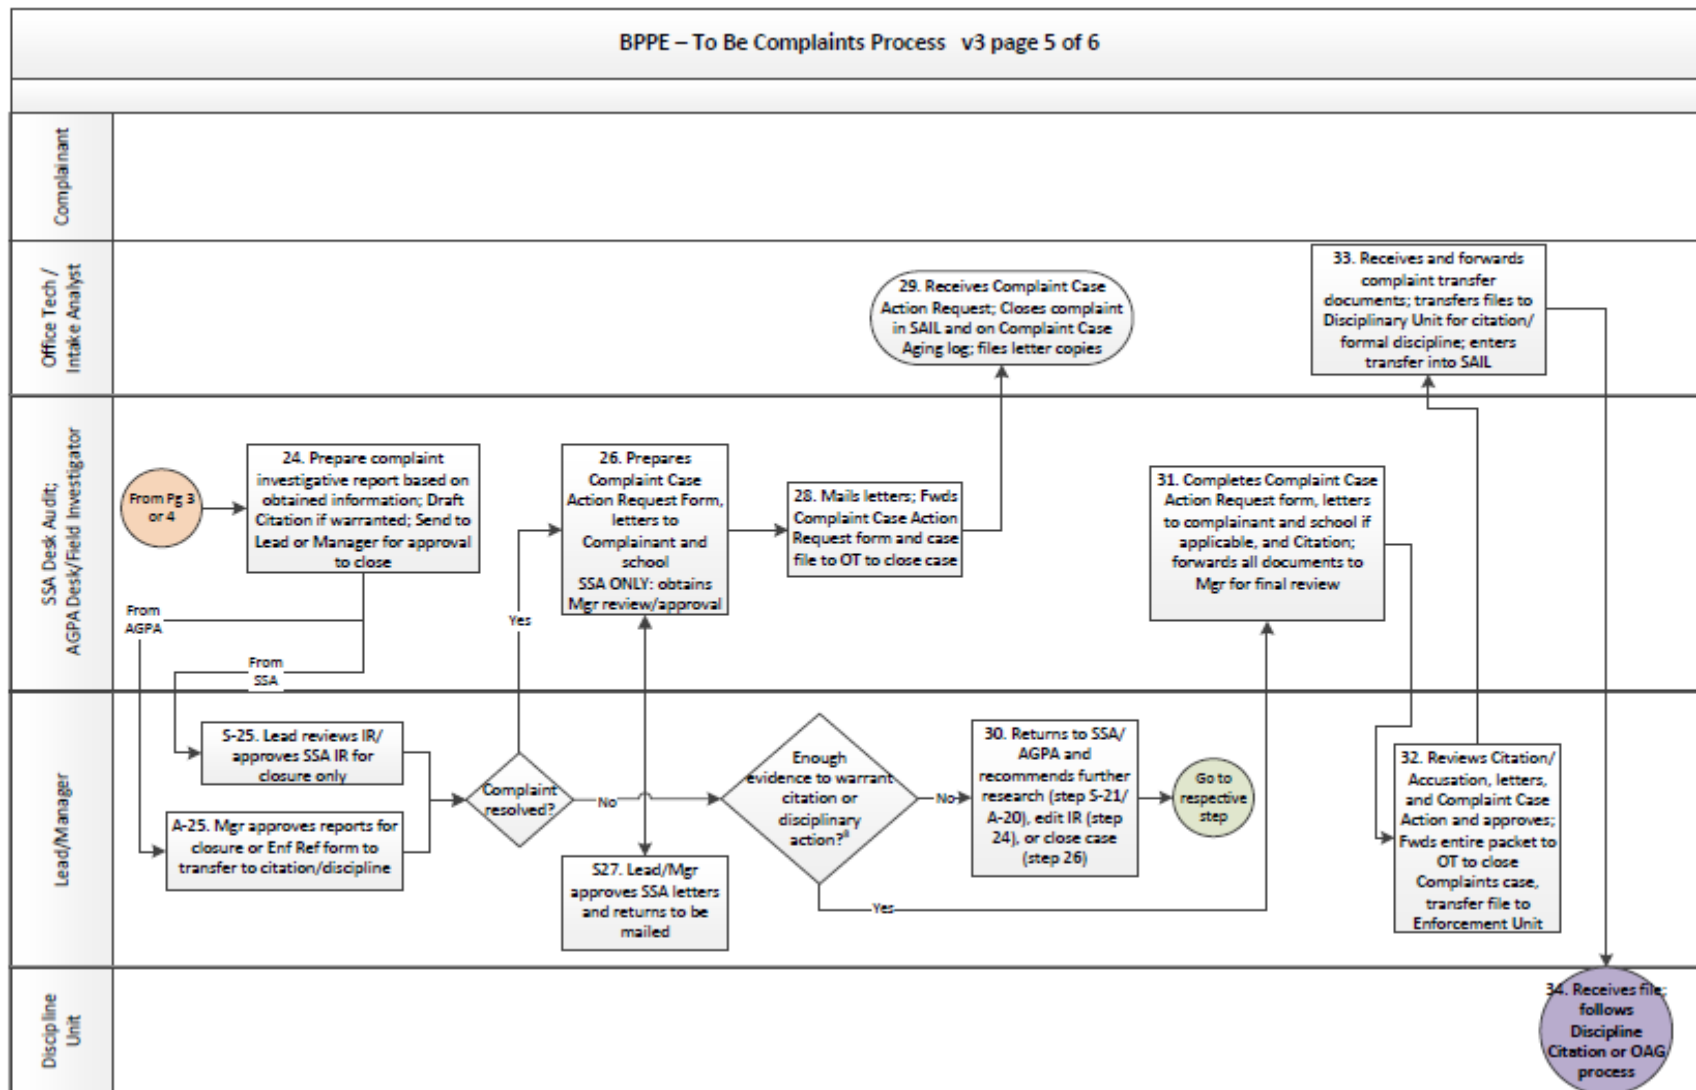 BPPE – To Be Complaints Process   v3 page 5 of 6
Complainant
Office Tech /
Intake Analyst
29. Receives Complaint Case
Action Request; Closes complaint
in SAIL and on Complaint Case
Aging log; files letter copies
33. Receives and forwards
complaint transfer
documents; transfers files to
Disciplinary Unit for citation/
formal discipline; enters
transfer into SAIL
SSA Desk Audit;
AGPA Desk/Field Investigator
From Pg 3
or 4
24. Prepare complaint
investigative report based on
obtained information; Draft
Citation if warranted; Send to
Lead or Manager for approval
to close
26. Prepares
Complaint Case
Action Request Form,
letters to
Complainant and
school
SSA ONLY: obtains
Mgr review/approval
28. Mails letters; Fwds
Complaint Case Action
Request form and case
file to OT to close case
31. Completes Complaint Case
Action Request form, letters
to complainant and school if
applicable, and Citation;
forwards all documents to
Mgr for final review
From
AGPA
From
SSA
Yes
Lead/Manager
S-25. Lead reviews IR/
approves SSA IR for
closure only
A-25. Mgr approves reports for
closure or Enf Ref form to
transfer to citation/discipline
Complaint
resolved?
No
S27. Lead/Mgr
approves SSA letters
and returns to be
mailed
Enough
evidence to warrant
citation or
disciplinary
action?
No
Yes
30. Returns to SSA/
AGPA and
recommends further
research (step S-21/
A-20), edit IR (step
24), or close case
(step 26)
Go to
respective
step
32. Reviews Citation/
Accusation, letters,
and Complaint Case
Action and approves;
Fwds entire packet to
OT to close
Complaints case,
transfer file to
Enforcement Unit
Discipline
Unit
34. Receives file;
follows
Discipline
Citation or OAG
process